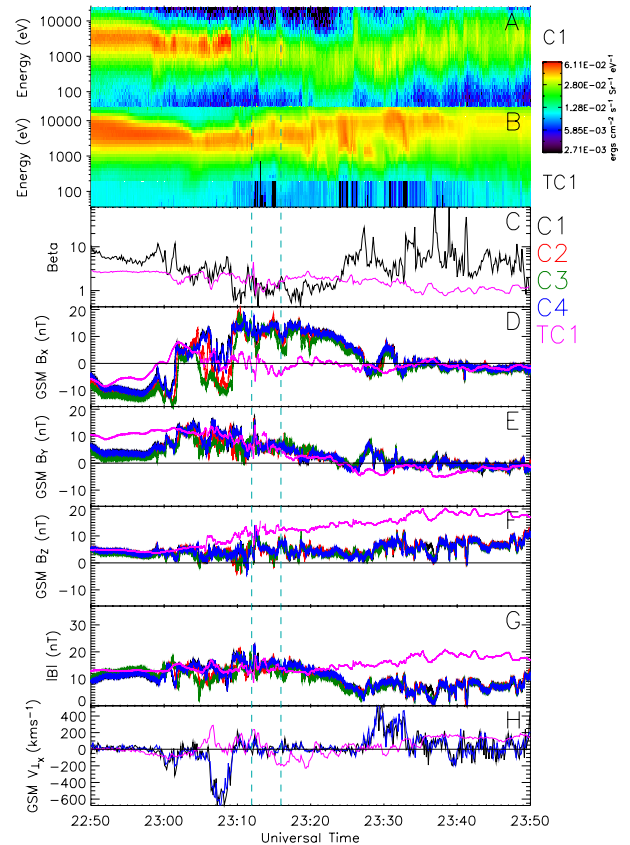 A
C1
Energy (eV)
10000
1000
100
6.11E-02
2.80E-02
1.28E-02
5.85E-03
2.71E-03
ergs cm-2 s-1 Sr-1 eV-1
B
TC1
Energy (eV)
10000
1000
100
C
Beta
10
1
C1
C2
C3
C4
TC1
D
GSM BX (nT)
20
10
0
-10
E
GSM BY (nT)
20
10
0
-10
F
GSM BZ (nT)
20
10
0
-10
G
|B| (nT)
20
10
0
H
GSM V⊥X (kms-1)
400
200
0
-200
-400
-600
22:50
23:00
23:10
23:20
23:30
23:40
23:50
Universal Time